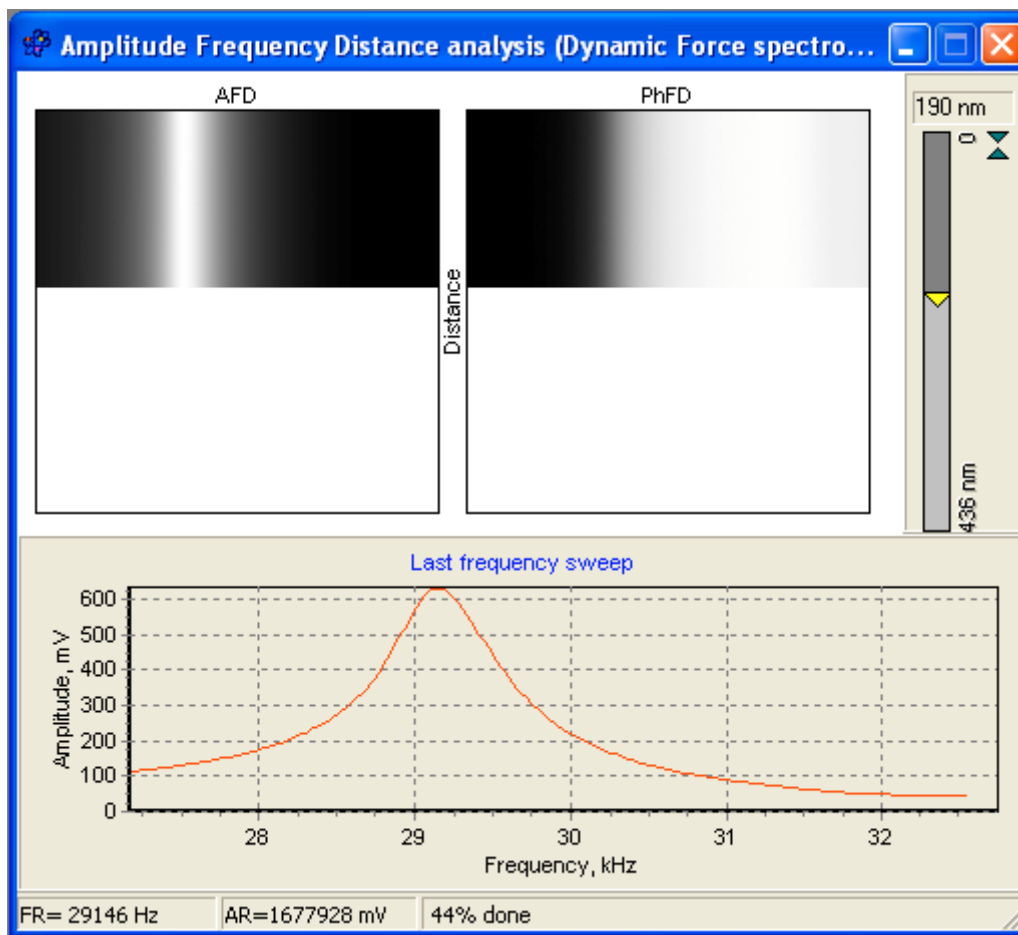 Amplitude Frequency Distance analysis (Dynamic Force spectro...
AFD
PhFD
190 nm
0
Distance
436 nm
Last frequency sweep
Amplitude, mV
600
500
400
300
200
100
0
28 29 30 31 32
Frequency, kHz
FR= 29146 Hz AR=1677928 mV 44% done